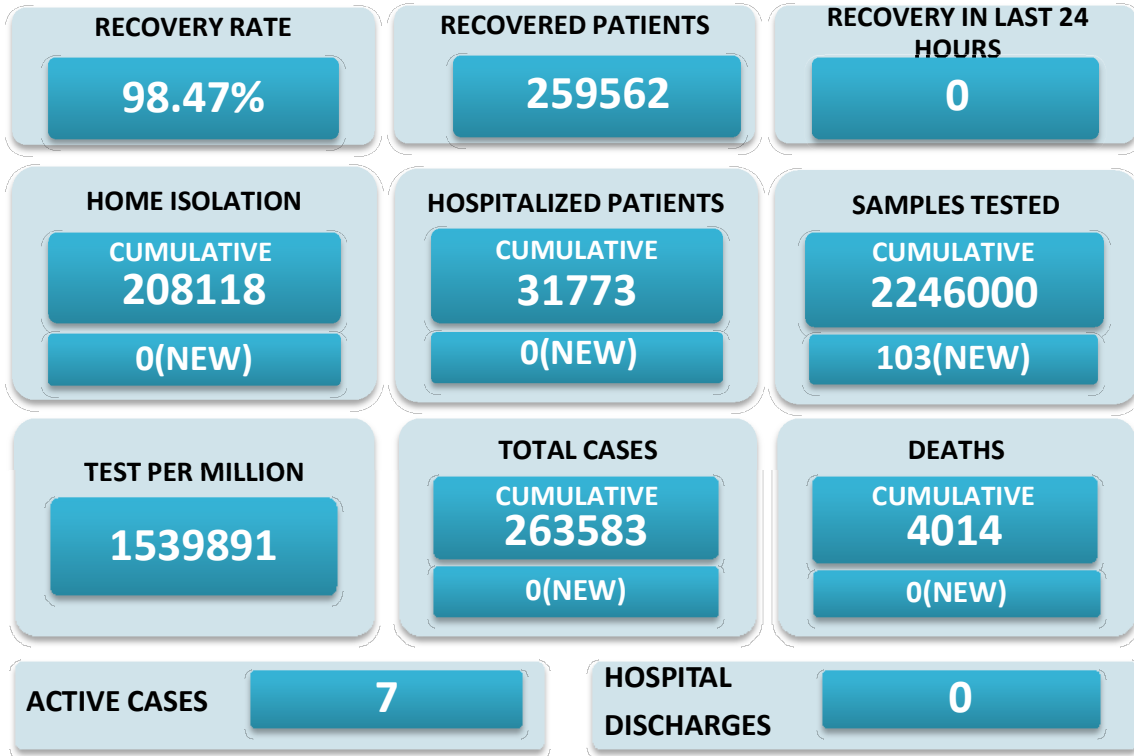 RECOVERY RATE
98.47%
RECOVERED PATIENTS
259562
RECOVERY IN LAST 24
HOURS
0
HOME ISOLATION
CUMULATIVE
208118
0(NEW)
HOSPITALIZED PATIENTS
CUMULATIVE
31773
0(NEW)
SAMPLES TESTED
CUMULATIVE
2246000
103(NEW)
TEST PER MILLION
1539891
TOTAL CASES
CUMULATIVE
263583
0(NEW)
DEATHS
CUMULATIVE
4014
0(NEW)
ACTIVE CASES
7
HOSPITAL
DISCHARGES
0